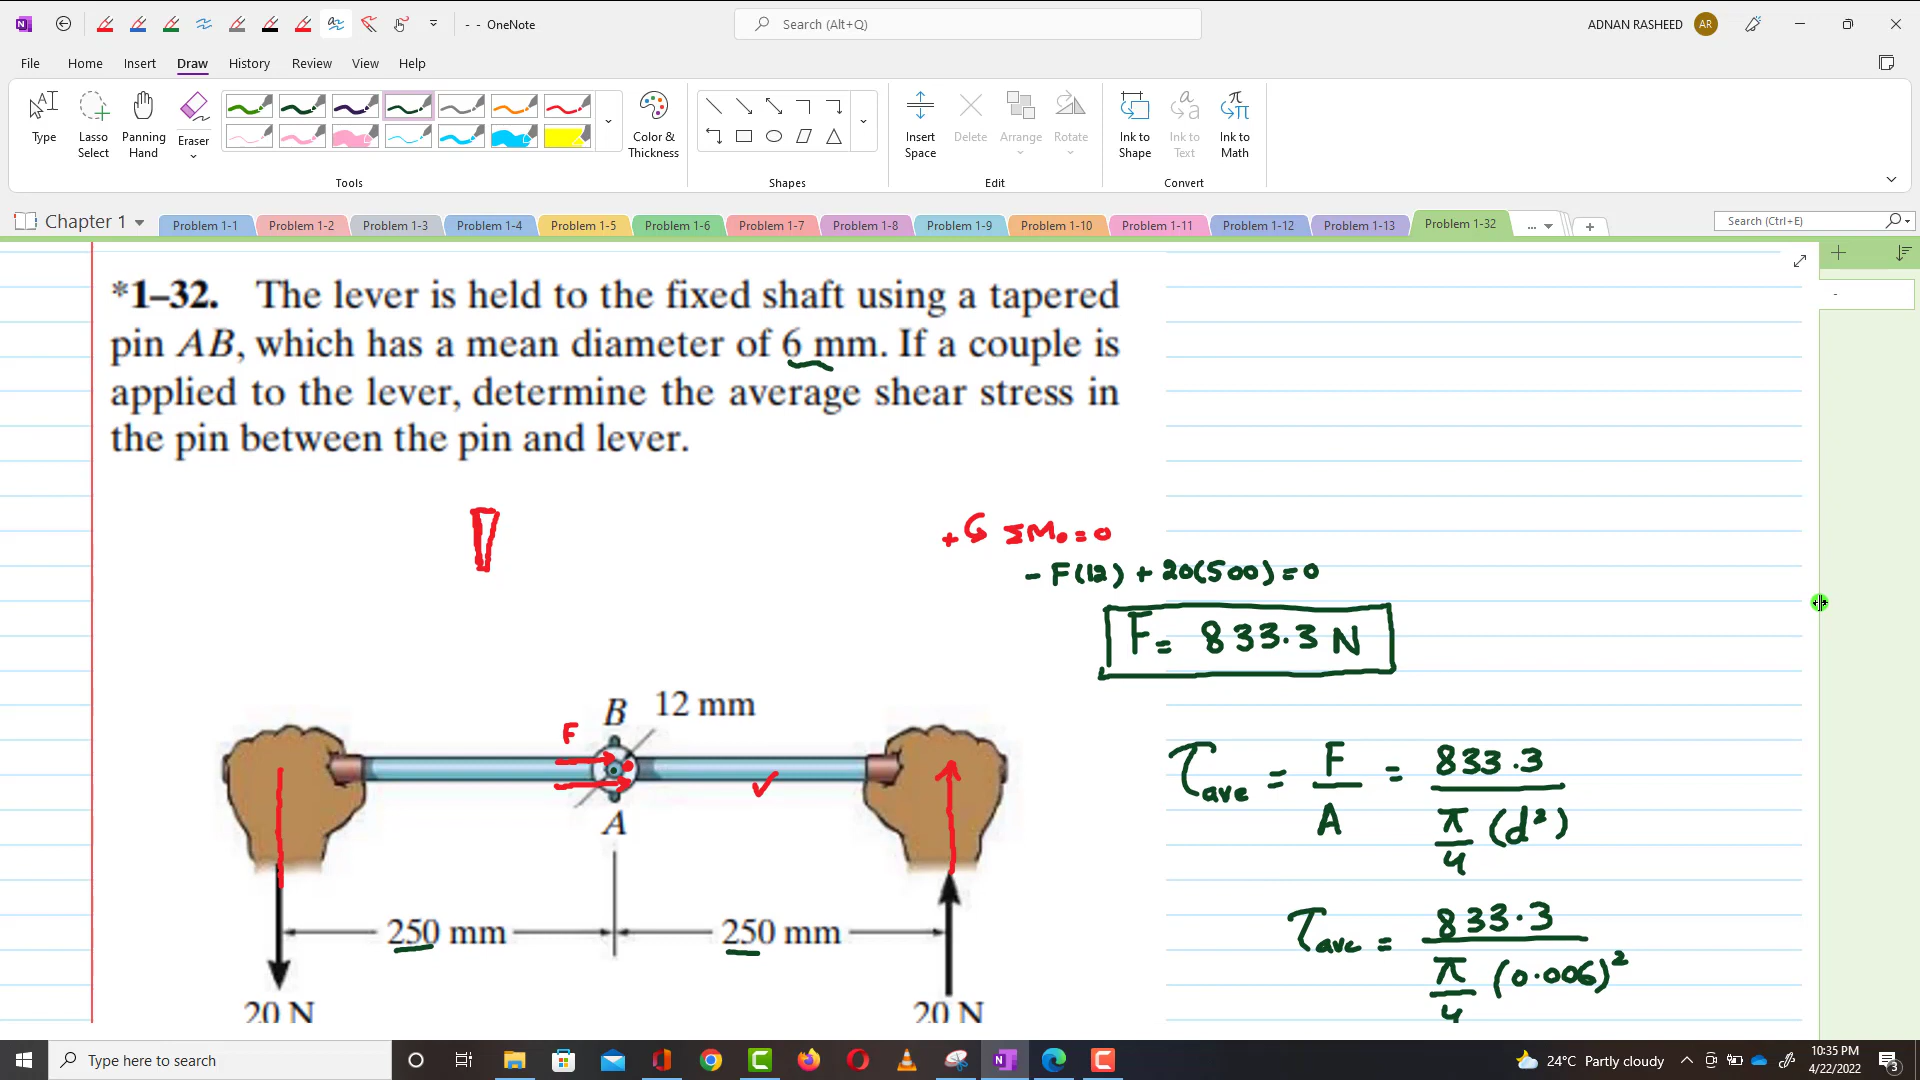 - - OneNote
Search (Alt+Q)
ADNAN RASHEED
AR
File Home Insert Draw History Review View Help
Type
Lasso Select
Panning Hand
Eraser
Color & Thickness
Insert Space
Delete
Arrange
Rotate
Ink to Shape
Ink to Text
Ink to Math
Tools
Shapes
Edit
Convert
Chapter 1
Problem 1-1 Problem 1-2 Problem 1-3 Problem 1-4 Problem 1-5 Problem 1-6 Problem 1-7 Problem 1-8 Problem 1-9 Problem 1-10 Problem 1-11 Problem 1-12 Problem 1-13 Problem 1-32 ...
Search (Ctrl+E)
*1–32. The lever is held to the fixed shaft using a tapered
pin AB, which has a mean diameter of 6 mm. If a couple is
applied to the lever, determine the average shear stress in
the pin between the pin and lever.
+ ΣMo = 0
- F(12) + 20(500) = 0
F = 833.3 N
B 12 mm
F
A
τave = F/A = 833.3 / π/4 (d²)
τave = 833.3 / π/4 (0.006)²
250 mm 250 mm
20 N 20 N
Type here to search
24°C Partly cloudy
10:35 PM
4/22/2022
3